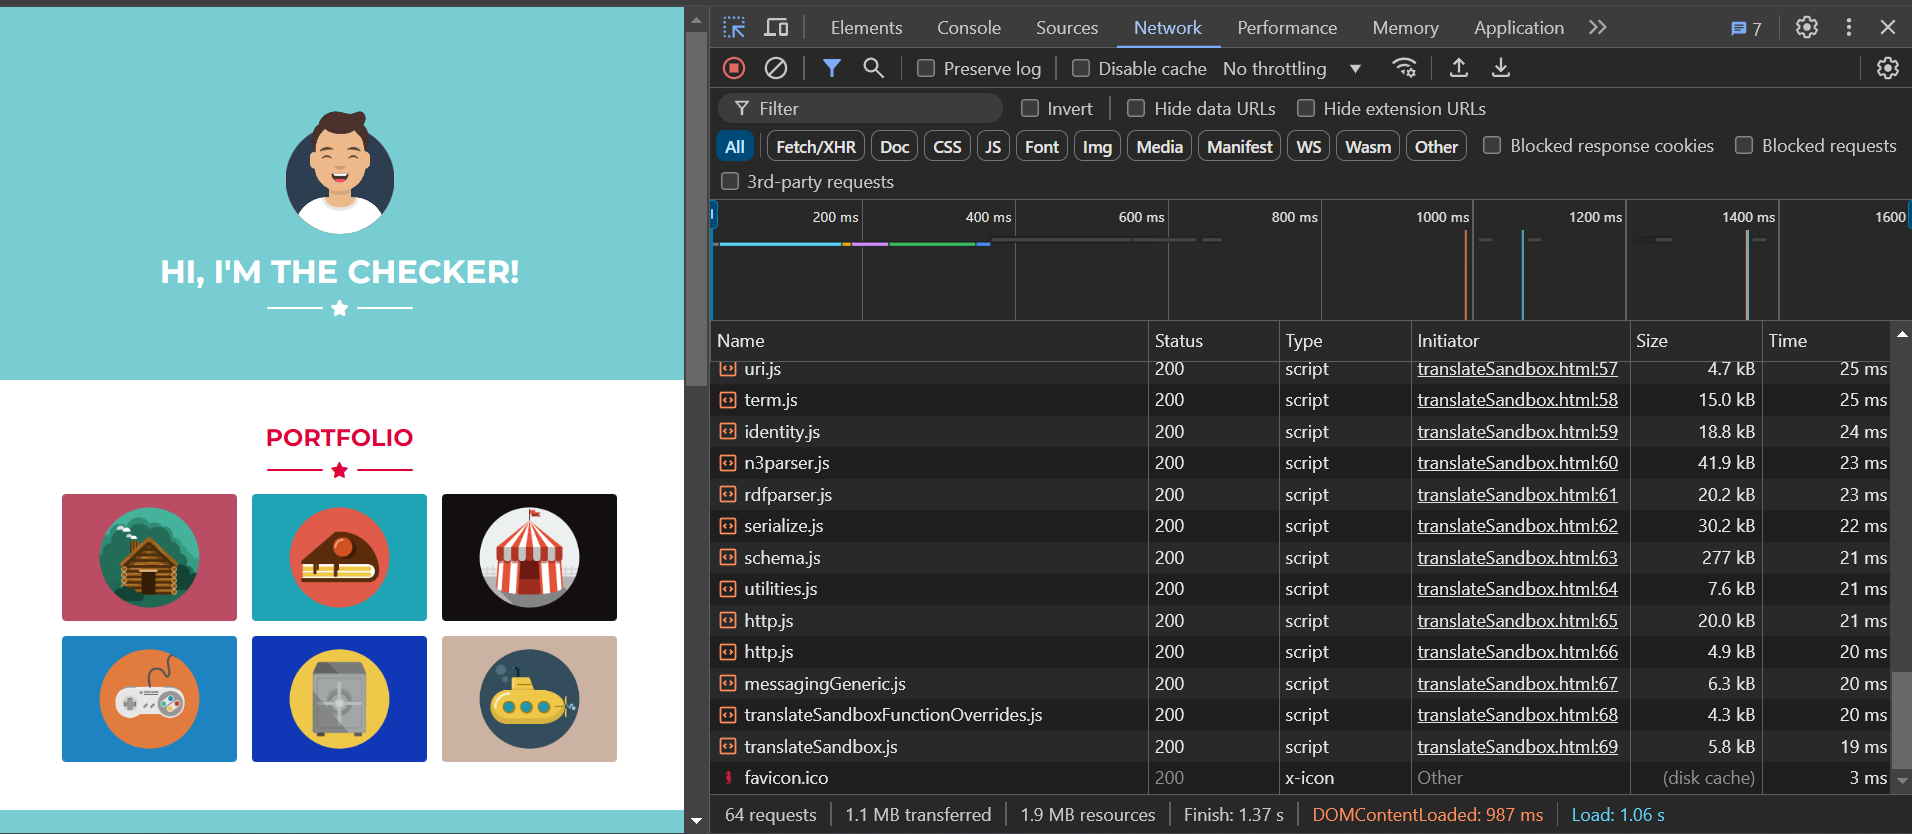 HI, I'M THE CHECKER!
PORTFOLIO
Elements Console Sources Network Performance Memory Application 7
Preserve log Disable cache No throttling
Filter Invert Hide data URLs Hide extension URLs
All Fetch/XHR Doc CSS JS Font Img Media Manifest WS Wasm Other Blocked response cookies Blocked requests
3rd-party requests
200 ms 400 ms 600 ms 800 ms 1000 ms 1200 ms 1400 ms 1600
Name Status Type Initiator Size Time
uri.js 200 script translateSandbox.html:57 4.7 kB 25 ms
term.js 200 script translateSandbox.html:58 15.0 kB 25 ms
identity.js 200 script translateSandbox.html:59 18.8 kB 24 ms
n3parser.js 200 script translateSandbox.html:60 41.9 kB 23 ms
rdfparser.js 200 script translateSandbox.html:61 20.2 kB 23 ms
serialize.js 200 script translateSandbox.html:62 30.2 kB 22 ms
schema.js 200 script translateSandbox.html:63 277 kB 21 ms
utilities.js 200 script translateSandbox.html:64 7.6 kB 21 ms
http.js 200 script translateSandbox.html:65 20.0 kB 21 ms
http.js 200 script translateSandbox.html:66 4.9 kB 20 ms
messagingGeneric.js 200 script translateSandbox.html:67 6.3 kB 20 ms
translateSandboxFunctionOverrides.js 200 script translateSandbox.html:68 4.3 kB 20 ms
translateSandbox.js 200 script translateSandbox.html:69 5.8 kB 19 ms
favicon.ico 200 x-icon Other (disk cache) 3 ms
64 requests 1.1 MB transferred 1.9 MB resources Finish: 1.37 s DOMContentLoaded: 987 ms Load: 1.06 s